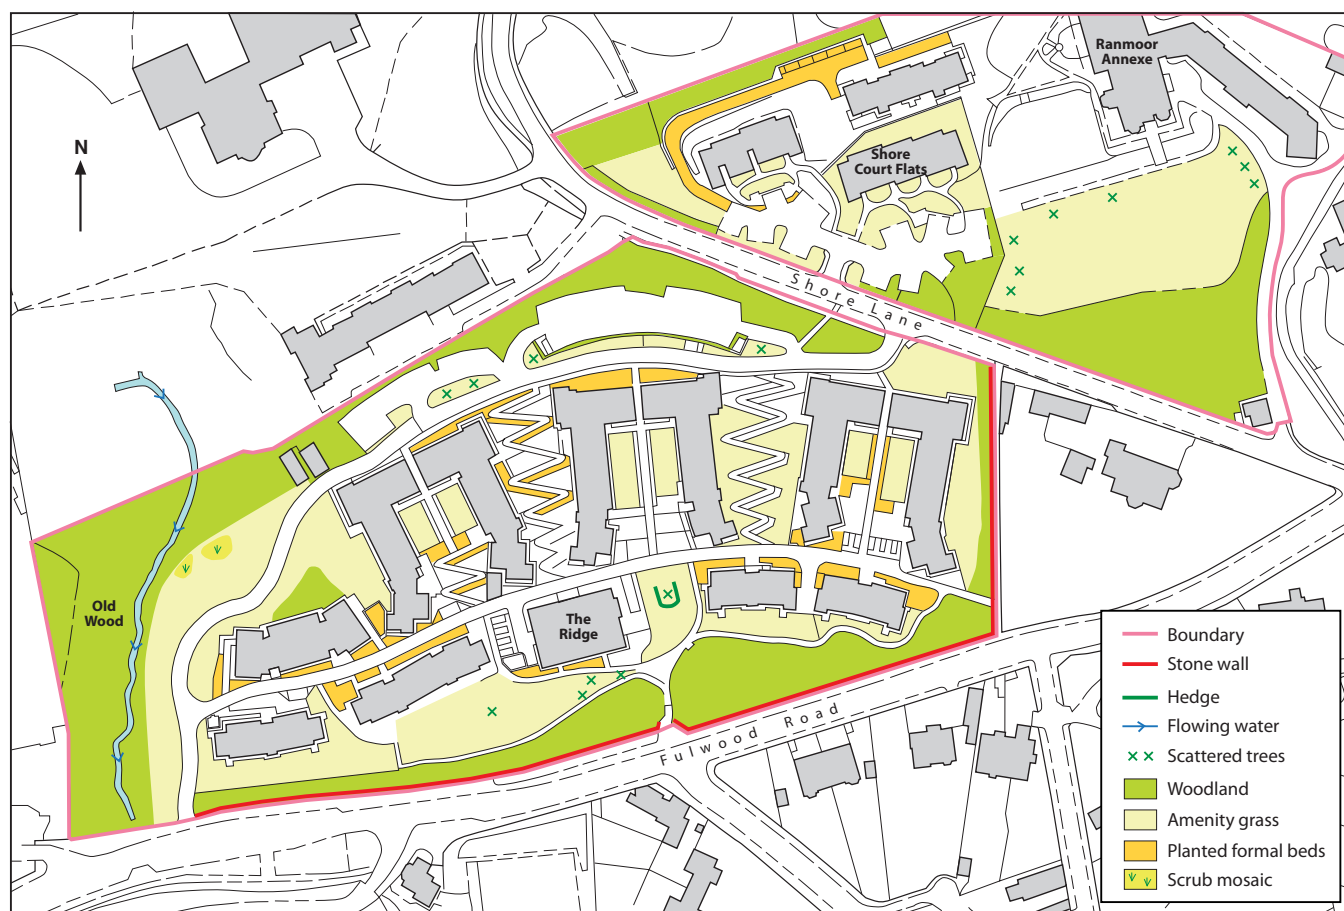 Ranmoor
Annexe
N
Shore
Court Flats
Shore Lane
Old
Wood
The
Ridge
Fulwood Road
Boundary
Stone wall
Hedge
Flowing water
Scattered trees
Woodland
Amenity grass
Planted formal beds
Scrub mosaic